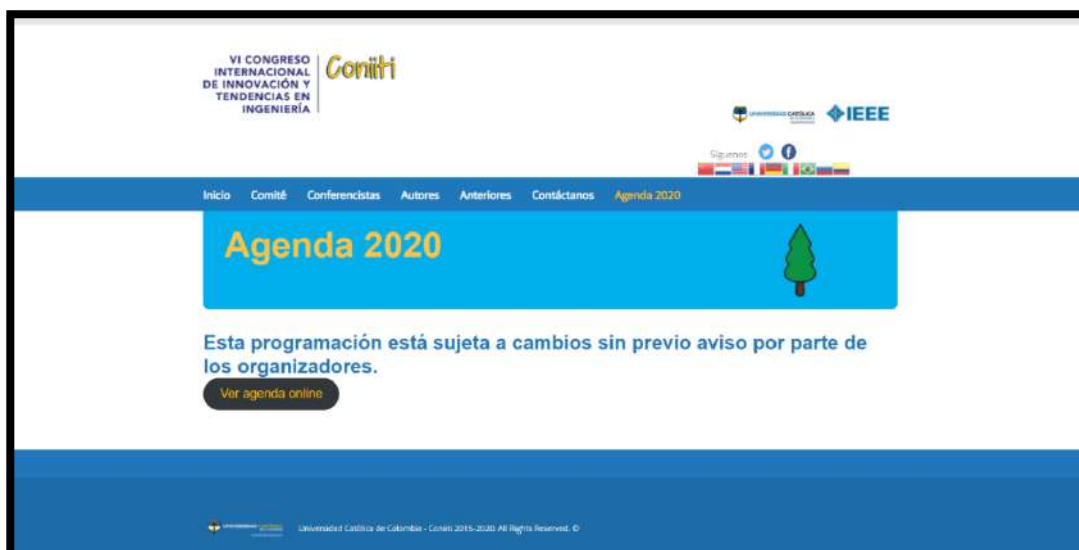 VI CONGRESO
INTERNACIONAL
DE INNOVACIÓN Y
TENDENCIAS EN
INGENIERÍA
Coniiti
UNIVERSIDAD CATÓLICA
IEEE
Síguenos
Inicio Comité Conferencistas Autores Anteriores Contáctanos Agenda 2020
Agenda 2020
Esta programación está sujeta a cambios sin previo aviso por parte de
los organizadores.
Ver agenda online
Universidad Católica de Colombia - Coniiti 2015-2020. All Rights Reserved. ©